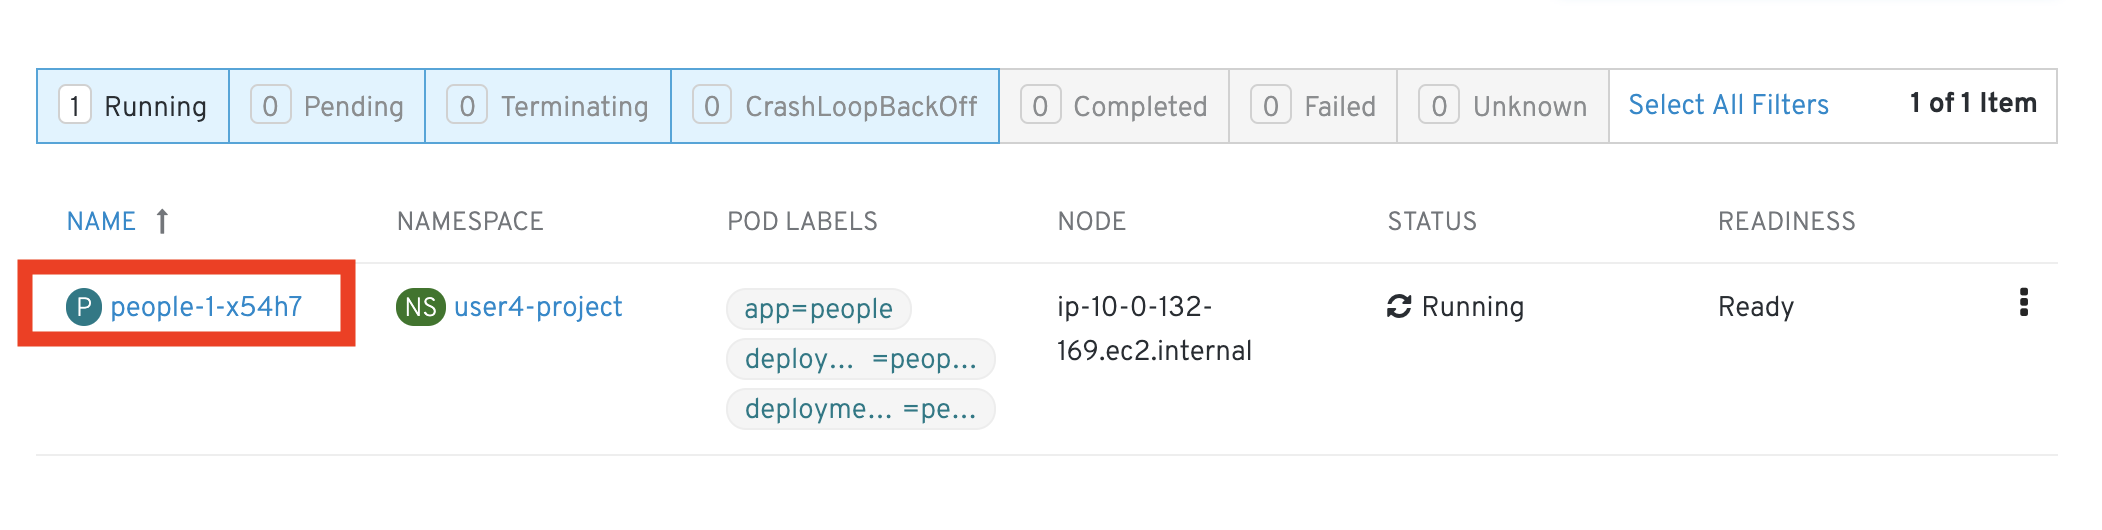 1 Running 0 Pending 0 Terminating 0 CrashLoopBackOff 0 Completed 0 Failed 0 Unknown Select All Filters 1 of 1 Item
NAME ↑ NAMESPACE POD LABELS NODE STATUS READINESS
P people-1-x54h7 NS user4-project app=people ip-10-0-132- Running Ready
deploy... =peop... 169.ec2.internal
deployme... =pe...